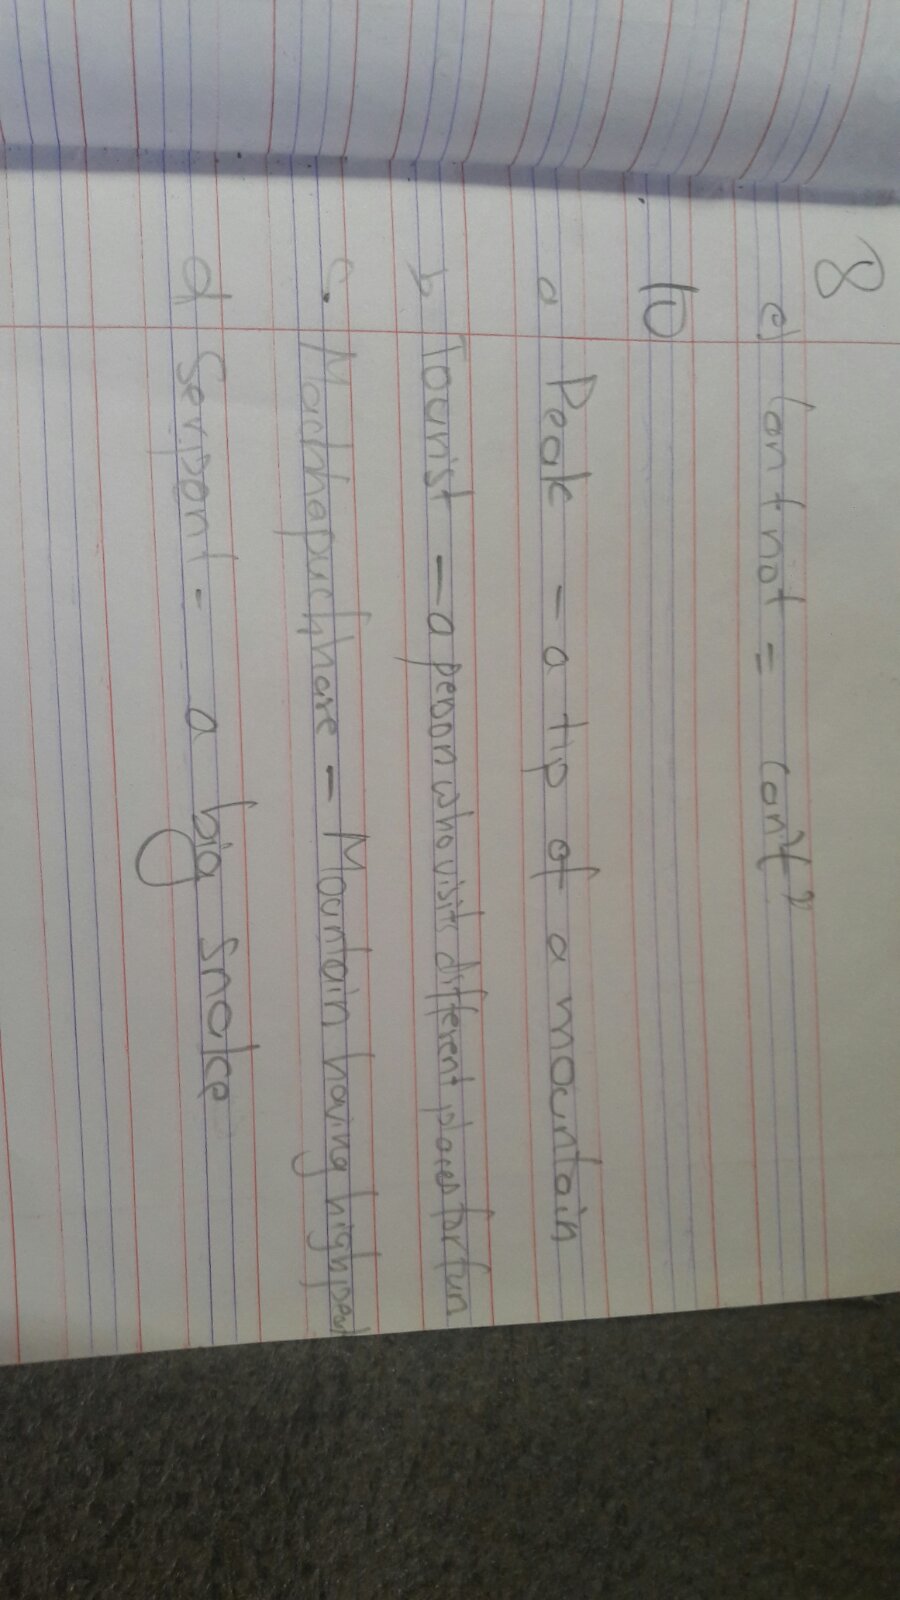 8
e) Can + not = can't"
10
a Peak - a tip of a mountain
b Tourist - a person who visits different places for fun
c. Machhapuchhare - Mountain having high peak
d Serpent - a big snake